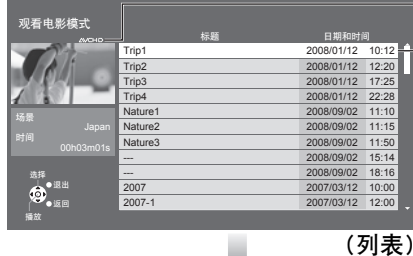 观看电影模式
AVCHD
标题 日期和时间
Trip1 2008/01/12 10:12
Trip2 2008/01/12 12:20
Trip3 2008/01/12 17:25
Trip4 2008/01/12 22:28
Nature1 2008/09/02 11:10
Nature2 2008/09/02 11:15
Nature3 2008/09/02 11:50
--- 2008/09/02 15:14
--- 2008/09/02 18:16
2007 2007/03/12 10:00
2007-1 2007/03/12 12:00
场景
Japan
时间
00h03m01s
选择
退出
返回
播放
(列表)